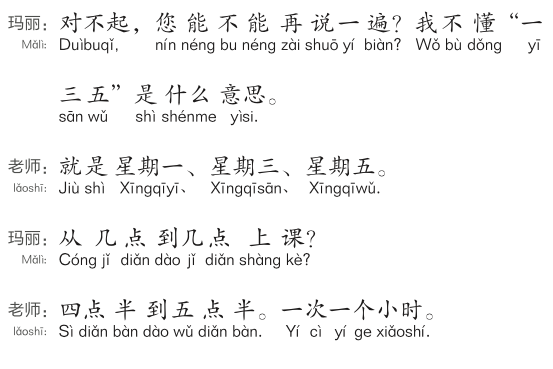 玛丽：对不起，您能不能再说一遍？我不懂“一
Mǎlì: Duìbuqǐ, nín néng bu néng zài shuō yí biàn? Wǒ bù dǒng yī
三五”是什么意思。
sān wǔ shì shénme yìsi.
老师：就是星期一、星期三、星期五。
lǎoshī: Jiù shì Xīngqīyī、 Xīngqīsān、 Xīngqīwǔ.
玛丽：从几点到几点上课？
Mǎlì: Cóng jǐ diǎn dào jǐ diǎn shàng kè?
老师：四点半到五点半。一次一个小时。
lǎoshī: Sì diǎn bàn dào wǔ diǎn bàn. Yí cì yí ge xiǎoshí.